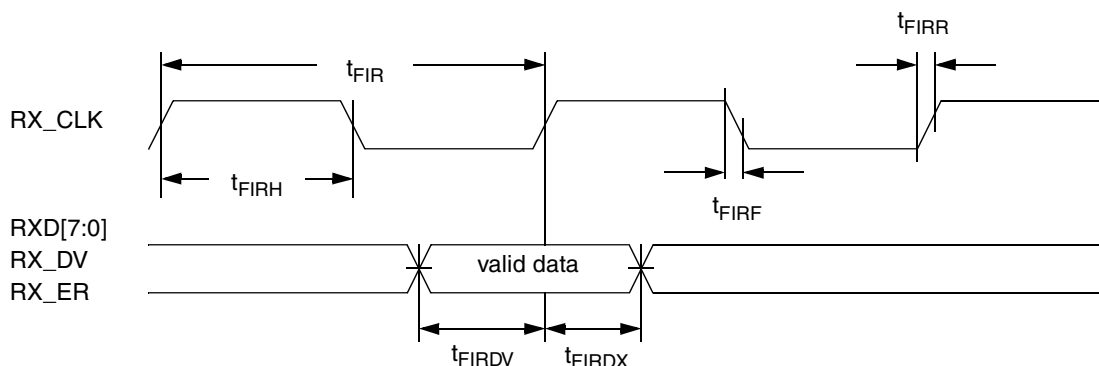 tFIRR
tFIR
RX_CLK
tFIRH
tFIRF
RXD[7:0]
RX_DV
valid data
RX_ER
tFIRDV
tFIRDX